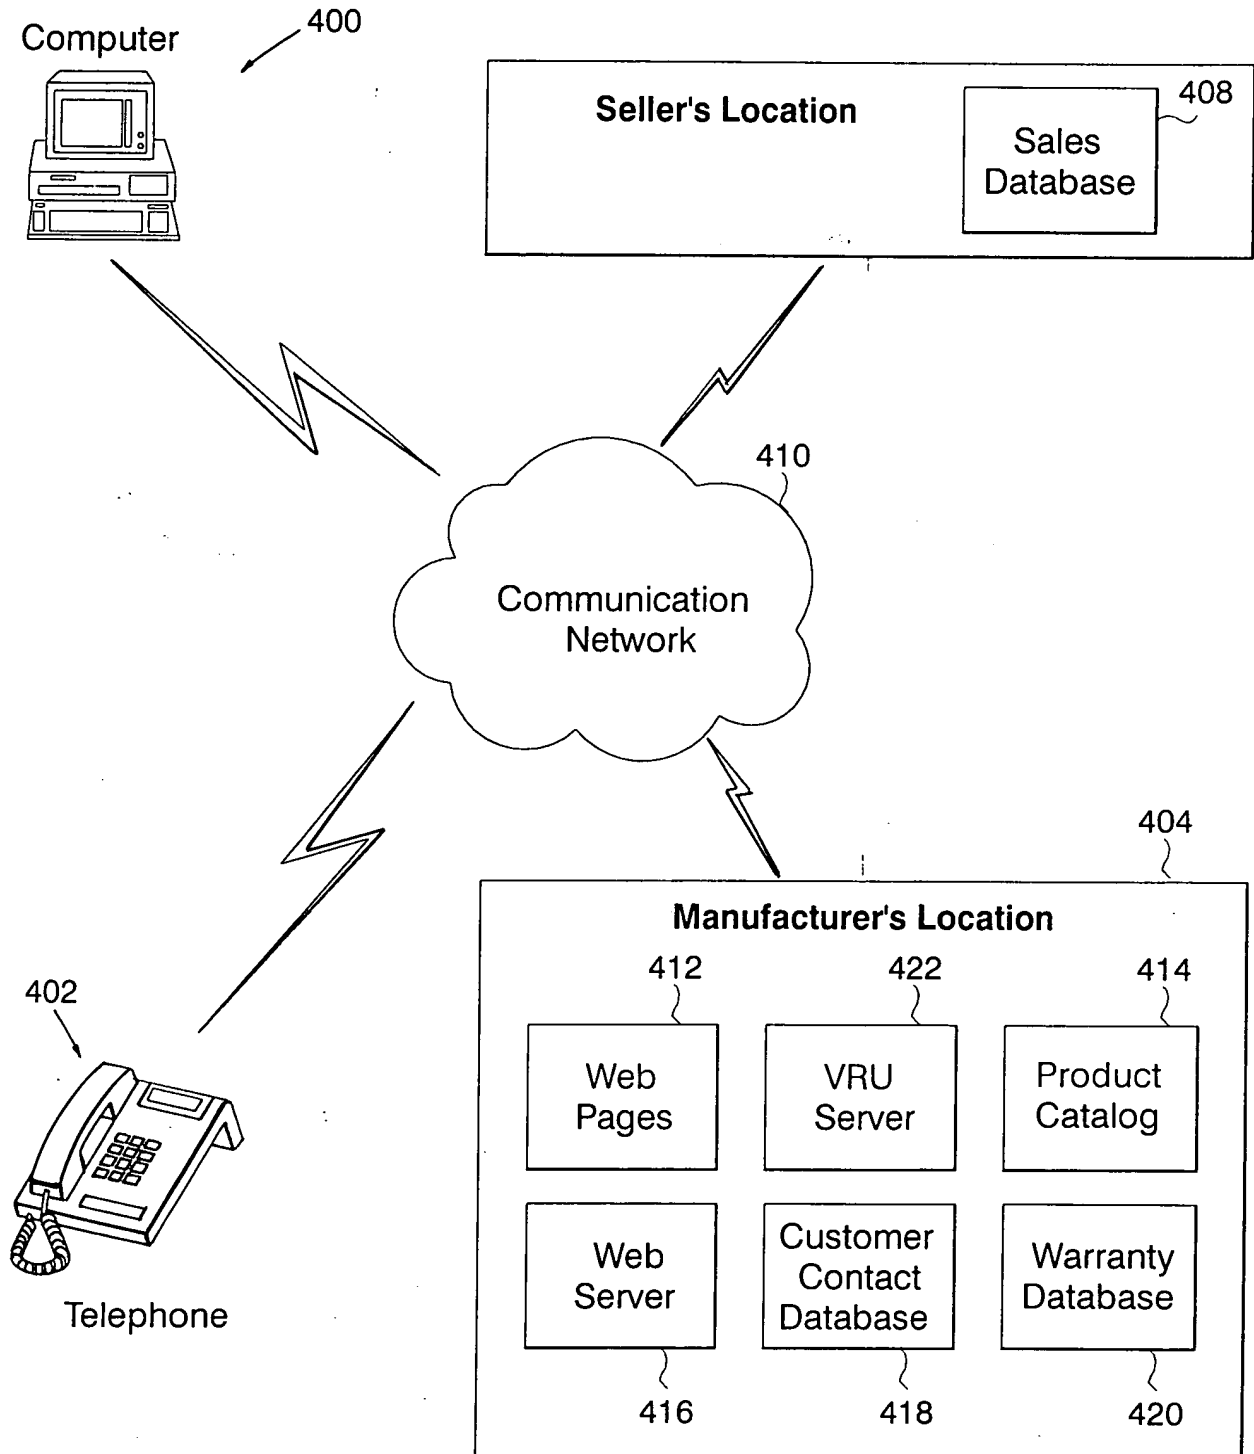 Computer
400
Seller's Location
408
Sales
Database
410
Communication
Network
404
Manufacturer's Location
412
422
414
Web
Pages
VRU
Server
Product
Catalog
402
Telephone
Web
Server
Customer
Contact
Database
Warranty
Database
416
418
420